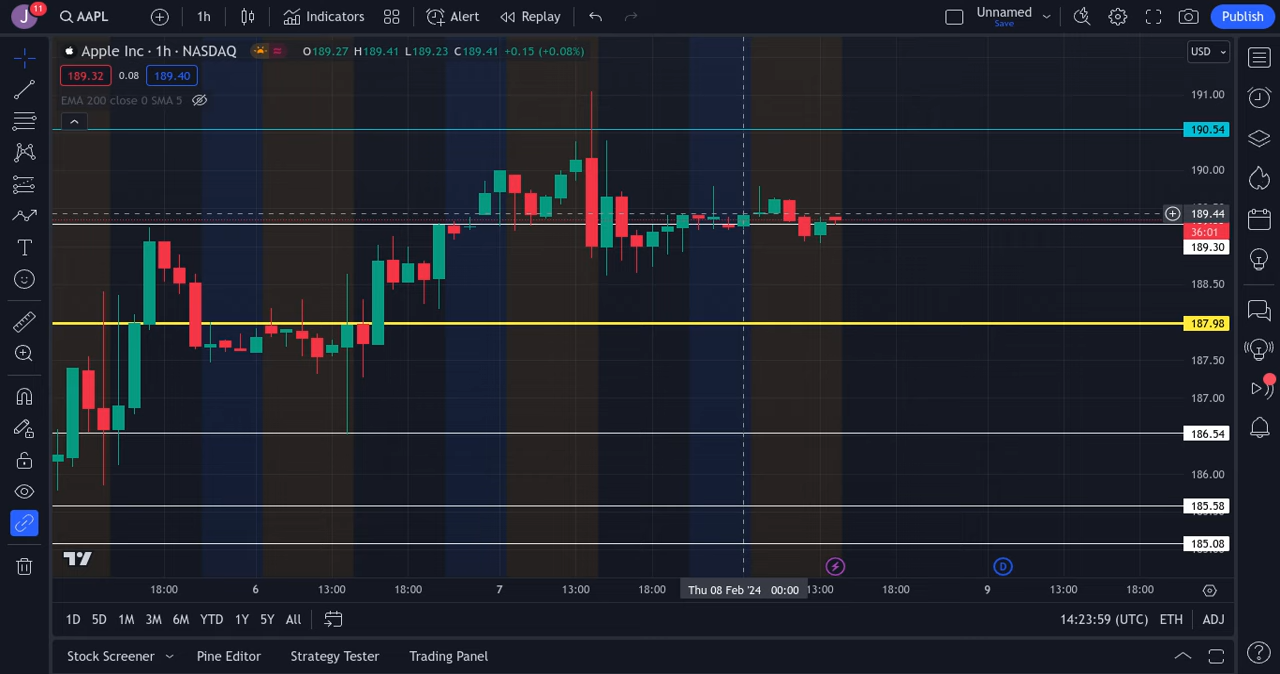 J
11
AAPL
1h
Indicators
Alert
Replay
Unnamed
Save
Publish
Apple Inc · 1h · NASDAQ
O189.27 H189.41 L189.23 C189.41 +0.15 (+0.08%)
USD
189.32 0.08 189.40
EMA 200 close 0 SMA 5
191.00
190.54
190.00
189.44
36:01
189.30
188.50
187.98
187.50
187.00
186.54
186.00
185.58
185.08
D
18:00 6 13:00 18:00 7 13:00 18:00 Thu 08 Feb '24 00:00 13:00 18:00 9 13:00 18:00
1D 5D 1M 3M 6M YTD 1Y 5Y All
14:23:59 (UTC) ETH ADJ
Stock Screener Pine Editor Strategy Tester Trading Panel